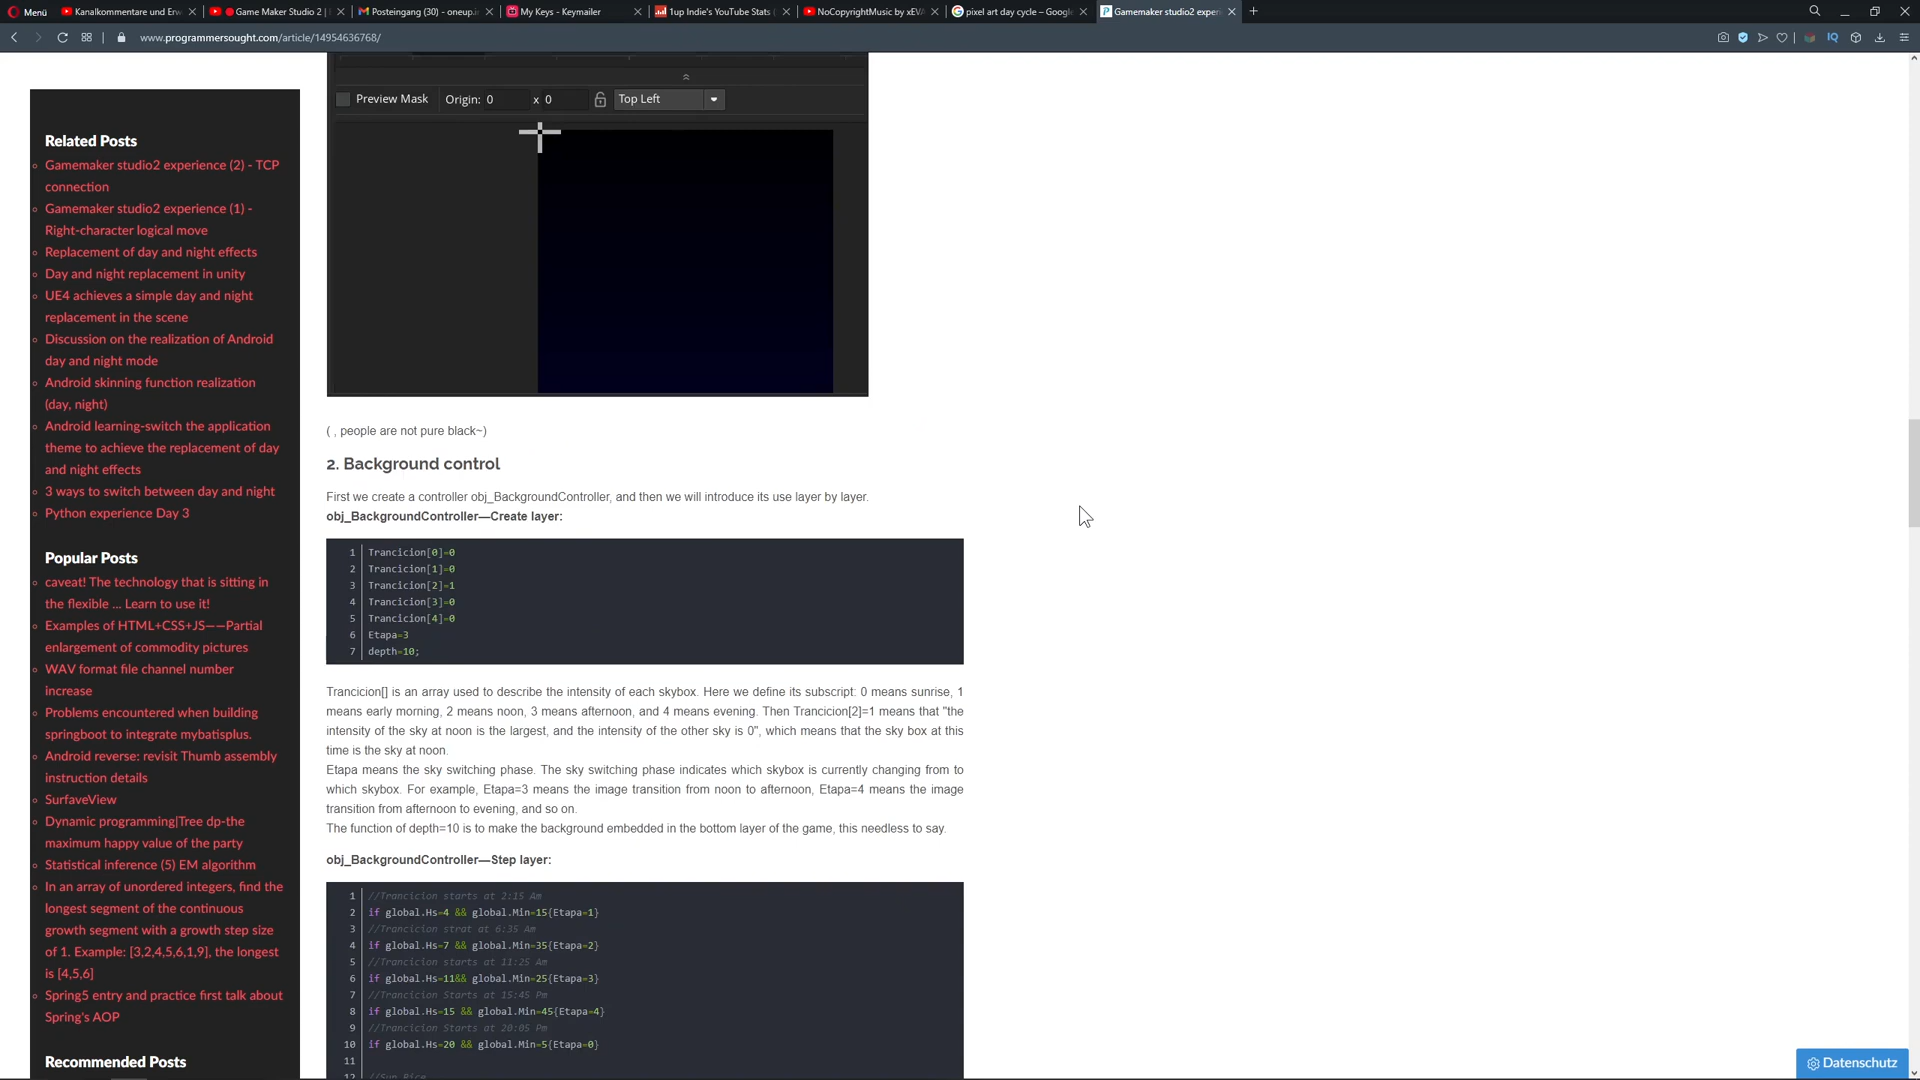 Menü
Kanalkommentare und Erw
Game Maker Studio 2 |
Posteingang (30) - oneup.i
My Keys - Keymailer
1up Indie's YouTube Stats (
NoCopyrightMusic by xEVA
pixel art day cycle – Google
Gamemaker studio2 exper
www.programmersought.com/article/14954636768/
Preview Mask Origin: 0 x 0 Top Left
Related Posts
Gamemaker studio2 experience (2) - TCP
connection
Gamemaker studio2 experience (1) -
Right-character logical move
Replacement of day and night effects
Day and night replacement in unity
UE4 achieves a simple day and night
replacement in the scene
Discussion on the realization of Android
day and night mode
Android skinning function realization
(day, night)
Android learning-switch the application
theme to achieve the replacement of day
and night effects
3 ways to switch between day and night
Python experience Day 3
Popular Posts
caveat! The technology that is sitting in
the flexible ... Learn to use it!
Examples of HTML+CSS+JS——Partial
enlargement of commodity pictures
WAV format file channel number
increase
Problems encountered when building
springboot to integrate mybatisplus.
Android reverse: revisit Thumb assembly
instruction details
SurfaveView
Dynamic programming|Tree dp-the
maximum happy value of the party
Statistical inference (5) EM algorithm
In an array of unordered integers, find the
longest segment of the continuous
growth segment with a growth step size
of 1. Example: [3,2,4,5,6,1,9], the longest
is [4,5,6]
Spring5 entry and practice first talk about
Spring's AOP
Recommended Posts
( , people are not pure black~)
2. Background control
First we create a controller obj_BackgroundController, and then we will introduce its use layer by layer.
obj_BackgroundController—Create layer:
1 Trancicion[0]=0
2 Trancicion[1]=0
3 Trancicion[2]=1
4 Trancicion[3]=0
5 Trancicion[4]=0
6 Etapa=3
7 depth=10;
Trancicion[] is an array used to describe the intensity of each skybox. Here we define its subscript: 0 means sunrise, 1
means early morning, 2 means noon, 3 means afternoon, and 4 means evening. Then Trancicion[2]=1 means that "the
intensity of the sky at noon is the largest, and the intensity of the other sky is 0", which means that the sky box at this
time is the sky at noon.
Etapa means the sky switching phase. The sky switching phase indicates which skybox is currently changing from to
which skybox. For example, Etapa=3 means the image transition from noon to afternoon, Etapa=4 means the image
transition from afternoon to evening, and so on.
The function of depth=10 is to make the background embedded in the bottom layer of the game, this needless to say.
obj_BackgroundController—Step layer:
1 //Trancicion starts at 2:15 Am
2 if global.Hs=4 && global.Min=15{Etapa=1}
3 //Trancicion strat at 6:35 Am
4 if global.Hs=7 && global.Min=35{Etapa=2}
5 //Trancicion starts at 11:25 Am
6 if global.Hs=11&& global.Min=25{Etapa=3}
7 //Trancicion Starts at 15:45 Pm
8 if global.Hs=15 && global.Min=45{Etapa=4}
9 //Trancicion Starts at 20:05 Pm
10 if global.Hs=20 && global.Min=5{Etapa=0}
11
12 //Sun Rice
Datenschutz